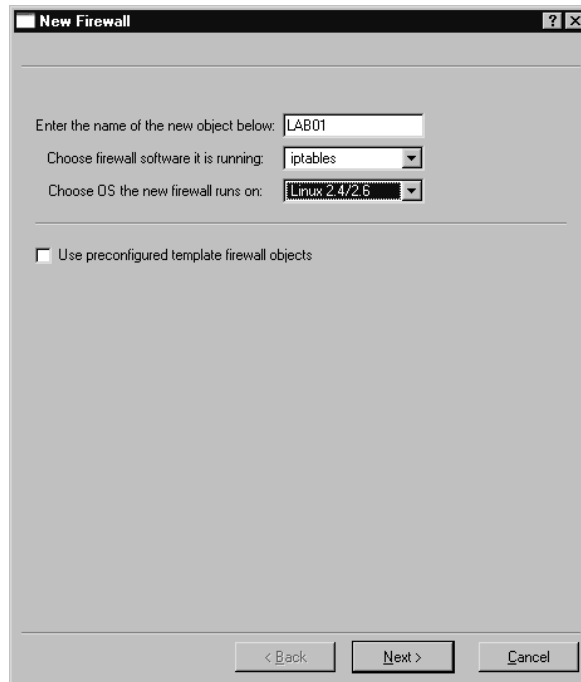 New Firewall
Enter the name of the new object below: LAB01
Choose firewall software it is running: iptables
Choose OS the new firewall runs on: Linux 2.4/2.6
Use preconfigured template firewall objects
< Back Next > Cancel